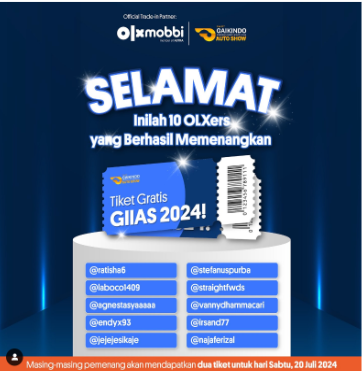 Official Trade-in Partner:
olxmobbi
GAIKINDO
AUTO SHOW
SELAMAT
Inilah 10 OLXers
yang Berhasil Memenangkan
Tiket Gratis
GIIAS 2024!
@ratisha6
@stefanuspurba
@laboco1409
@straightfwds
@agnestasyaaaaa
@vannydhammacari
@endyx93
@irsand77
@jejejesikaje
@najaferizal
Masing-masing pemenang akan mendapatkan dua tiket untuk hari Sabtu, 20 Juli 2024